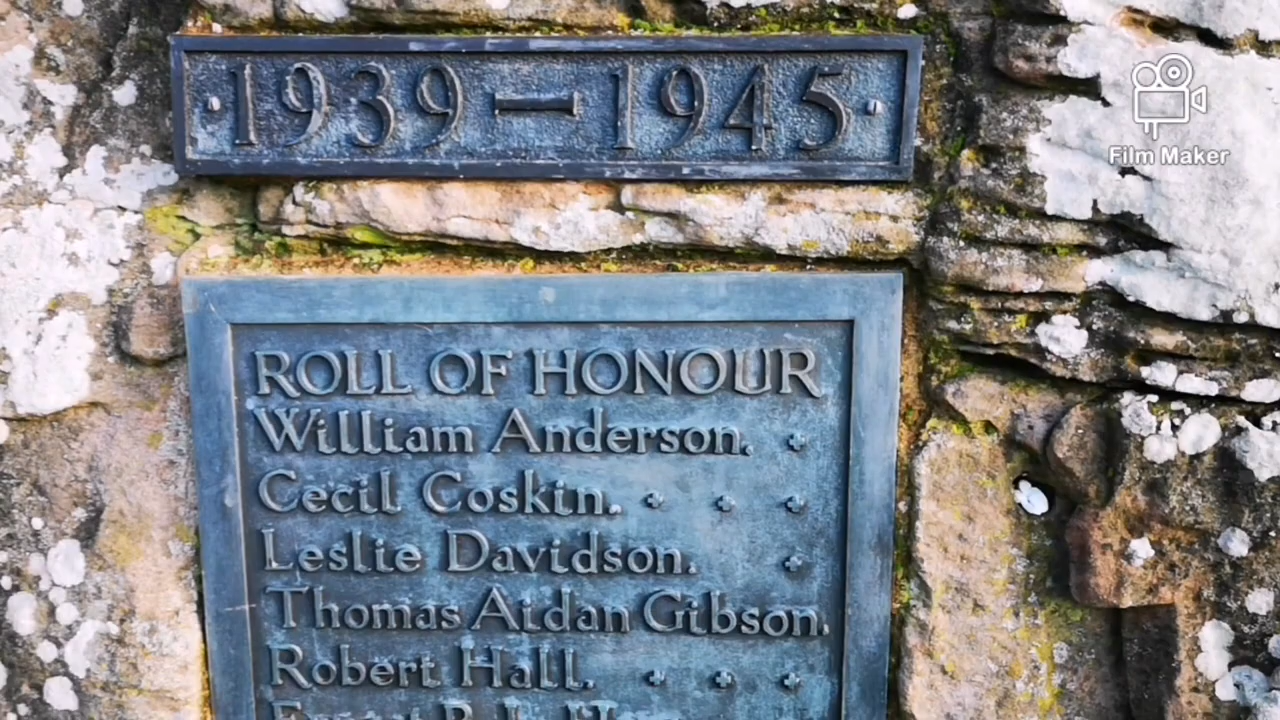 1939 — 1945
Film Maker
ROLL OF HONOUR
William Anderson.
Cecil Coskin.
Leslie Davidson.
Thomas Aidan Gibson.
Robert Hall.